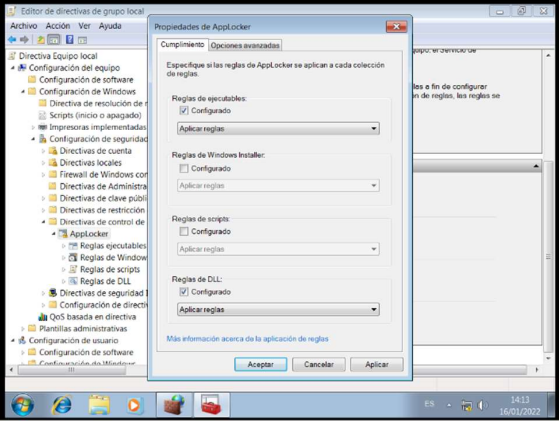 Editor de directivas de grupo local
Archivo Acción Ver Ayuda
Directiva Equipo local
Configuración del equipo
Configuración de software
Configuración de Windows
Directiva de resolución de
Scripts (inicio o apagado)
Impresoras implementadas
Configuración de seguridad
Directivas de cuenta
Directivas locales
Firewall de Windows con
Directivas de Administra
Directivas de clave públi
Directivas de restricción
Directivas de control de
AppLocker
Reglas ejecutables
Reglas de Window
Reglas de scripts
Reglas de DLL
Directivas de seguridad I
Configuración de directiv
QoS basada en directiva
Plantillas administrativas
Configuración de usuario
Configuración de software
Configuración de Windows
Propiedades de AppLocker
Cumplimiento Opciones avanzadas
Especifique si las reglas de AppLocker se aplican a cada colección
de reglas.
Reglas de ejecutables:
Configurado
Aplicar reglas
Reglas de Windows Installer:
Configurado
Aplicar reglas
Reglas de scripts:
Configurado
Aplicar reglas
Reglas de DLL:
Configurado
Aplicar reglas
Más información acerca de la aplicación de reglas
Aceptar Cancelar Aplicar
quipo, el Servicio de
les a fin de configurar
ón de reglas, las reglas se
ES
14:13
16/01/2022